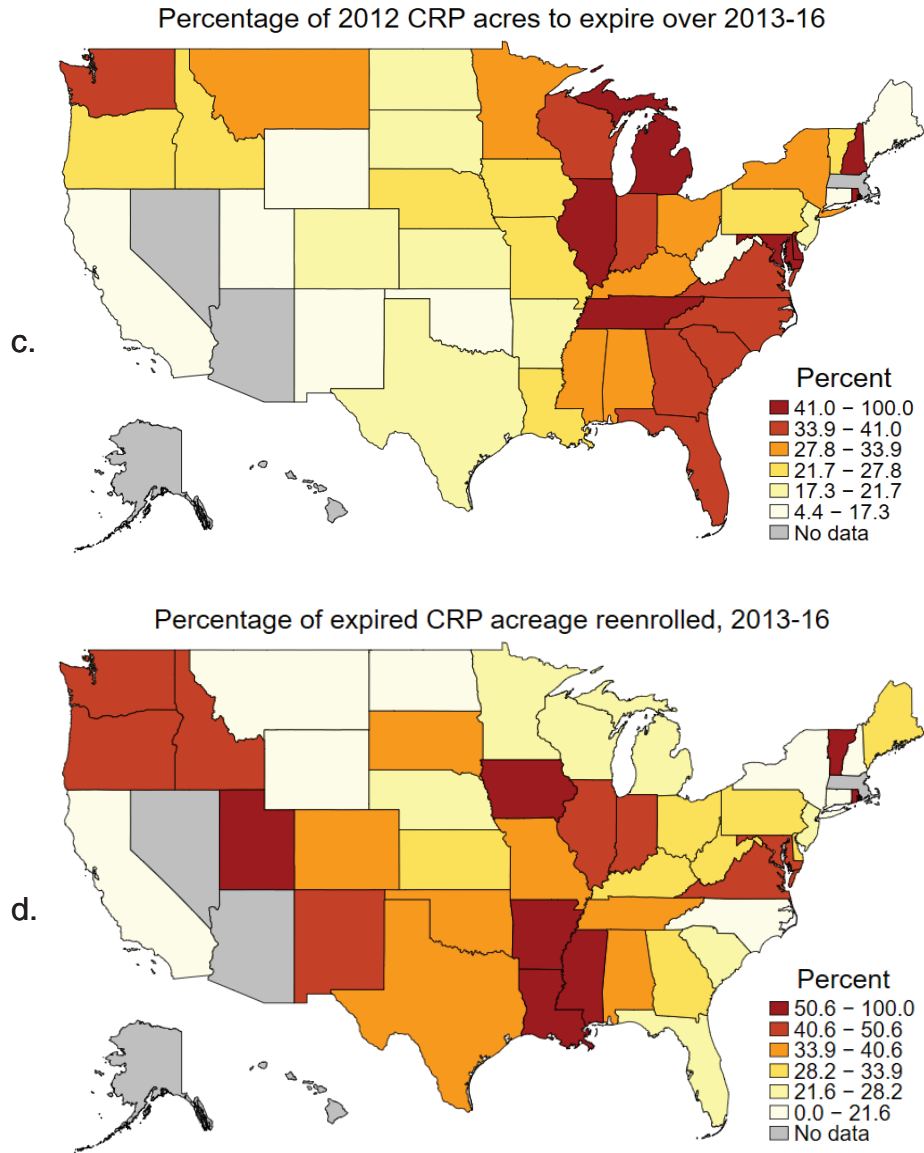 Percentage of 2012 CRP acres to expire over 2013-16
c.
Percent
41.0 – 100.0
33.9 – 41.0
27.8 – 33.9
21.7 – 27.8
17.3 – 21.7
4.4 – 17.3
No data
Percentage of expired CRP acreage reenrolled, 2013-16
d.
Percent
50.6 – 100.0
40.6 – 50.6
33.9 – 40.6
28.2 – 33.9
21.6 – 28.2
0.0 – 21.6
No data